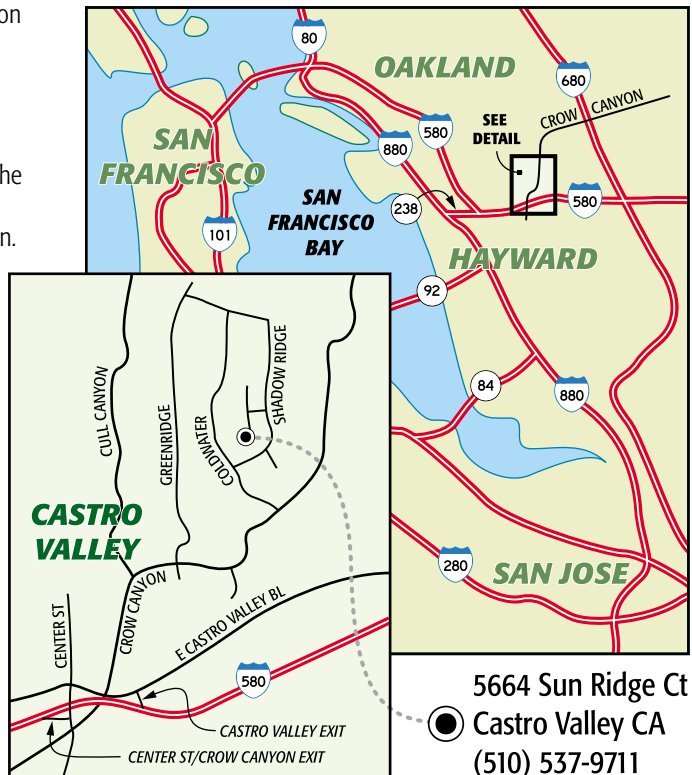 on
he
n.
80
OAKLAND
680
CROW CANYON
SEE
DETAIL
580
880
SAN
FRANCISCO
238
580
SAN
FRANCISCO
BAY
101
HAYWARD
92
84
880
280
SAN JOSE
CULL CANYON
GREENRIDGE
COLDWATER
SHADOW RIDGE
CASTRO
VALLEY
CENTER ST
CROW CANYON
E CASTRO VALLEY BL
580
CASTRO VALLEY EXIT
CENTER ST/CROW CANYON EXIT
5664 Sun Ridge Ct
Castro Valley CA
(510) 537-9711